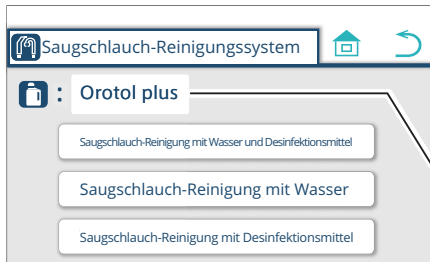 Saugschlauch-Reinigungssystem
: Orotol plus
Saugschlauch-Reinigung mit Wasser und Desinfektionsmittel
Saugschlauch-Reinigung mit Wasser
Saugschlauch-Reinigung mit Desinfektionsmittel